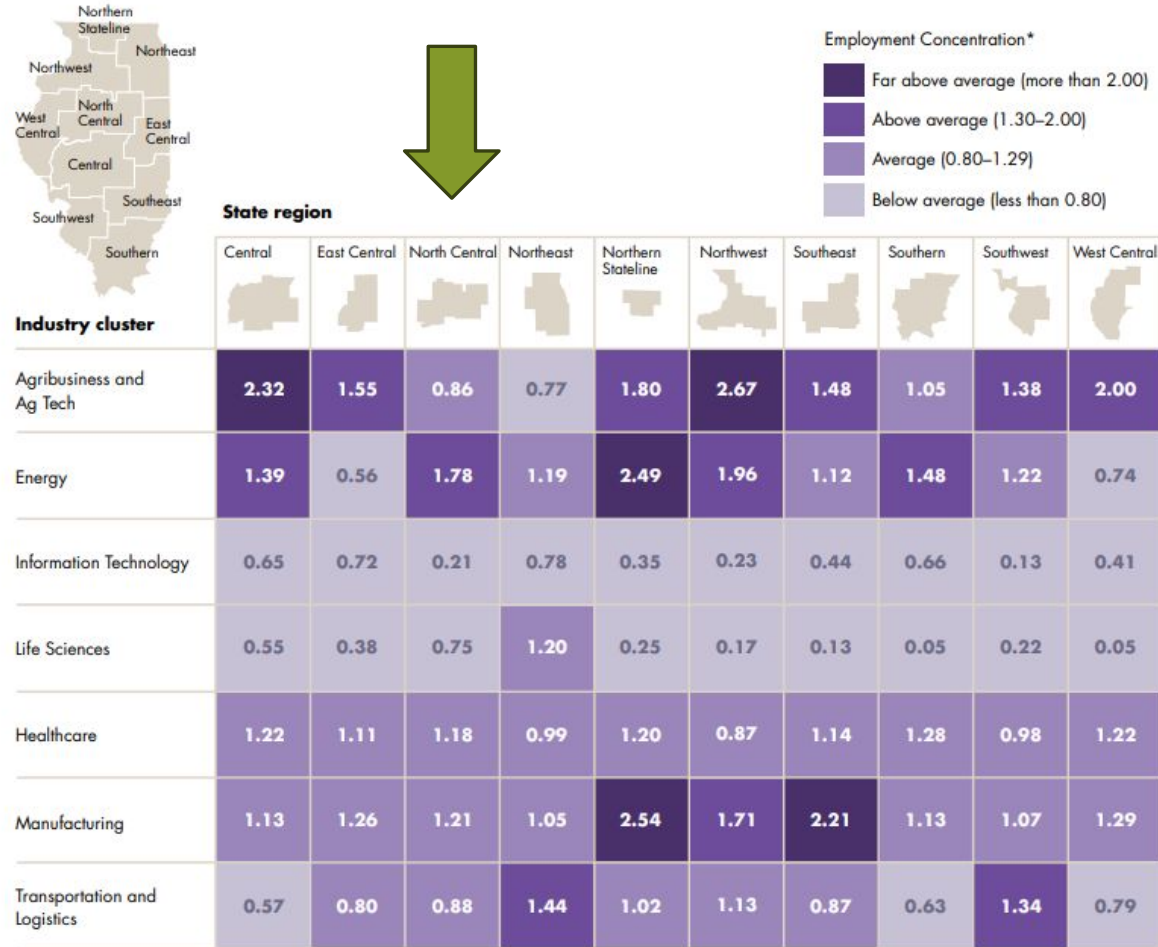 Northern
Stateline
Northeast
Northwest
North
Central
West
Central
East
Central
Central
Southeast
Southwest
Southern
Employment Concentration*
Far above average (more than 2.00)
Above average (1.30–2.00)
Average (0.80–1.29)
Below average (less than 0.80)
State region
Central East Central North Central Northeast Northern Stateline Northwest Southeast Southern Southwest West Central
Industry cluster
Agribusiness and
Ag Tech
2.32 1.55 0.86 0.77 1.80 2.67 1.48 1.05 1.38 2.00
Energy 1.39 0.56 1.78 1.19 2.49 1.96 1.12 1.48 1.22 0.74
Information Technology 0.65 0.72 0.21 0.78 0.35 0.23 0.44 0.66 0.13 0.41
Life Sciences 0.55 0.38 0.75 1.20 0.25 0.17 0.13 0.05 0.22 0.05
Healthcare 1.22 1.11 1.18 0.99 1.20 0.87 1.14 1.28 0.98 1.22
Manufacturing 1.13 1.26 1.21 1.05 2.54 1.71 2.21 1.13 1.07 1.29
Transportation and
Logistics
0.57 0.80 0.88 1.44 1.02 1.13 0.87 0.63 1.34 0.79